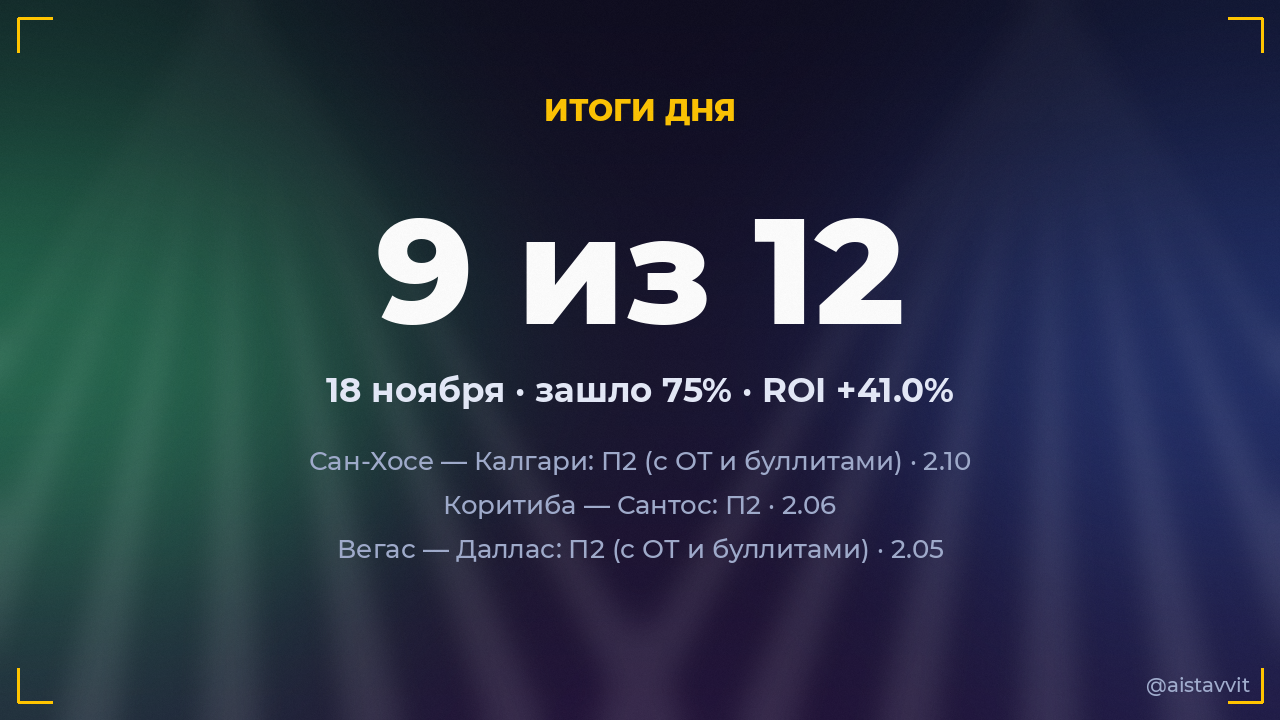 ИТОГИ ДНЯ
9 из 12
18 ноября · зашло 75% · ROI +41.0%
Сан-Хосе — Калгари: П2 (с ОТ и буллитами) · 2.10
Коритиба — Сантос: П2 · 2.06
Вегас — Даллас: П2 (с ОТ и буллитами) · 2.05
@aistavvit